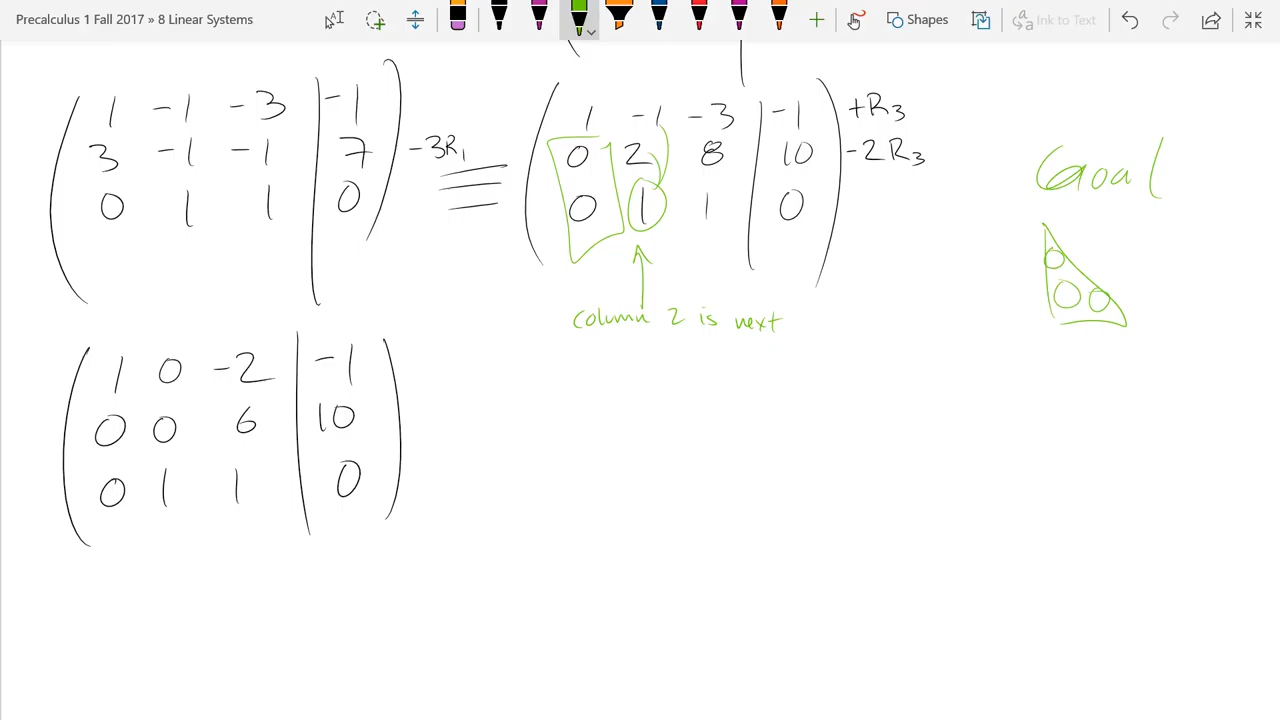 Precalculus 1 Fall 2017 » 8 Linear Systems
Shapes
Ink to Text
1 -1 -3 | -1
3 -1 -1 | 7 -3R₁
0 1 1 | 0
1 -1 -3 | -1 +R₃
0 2 8 | 10 -2R₃
0 1 1 | 0
Goal
column 2 is next
1 0 -2 | -1
0 0 6 | 10
0 1 1 | 0